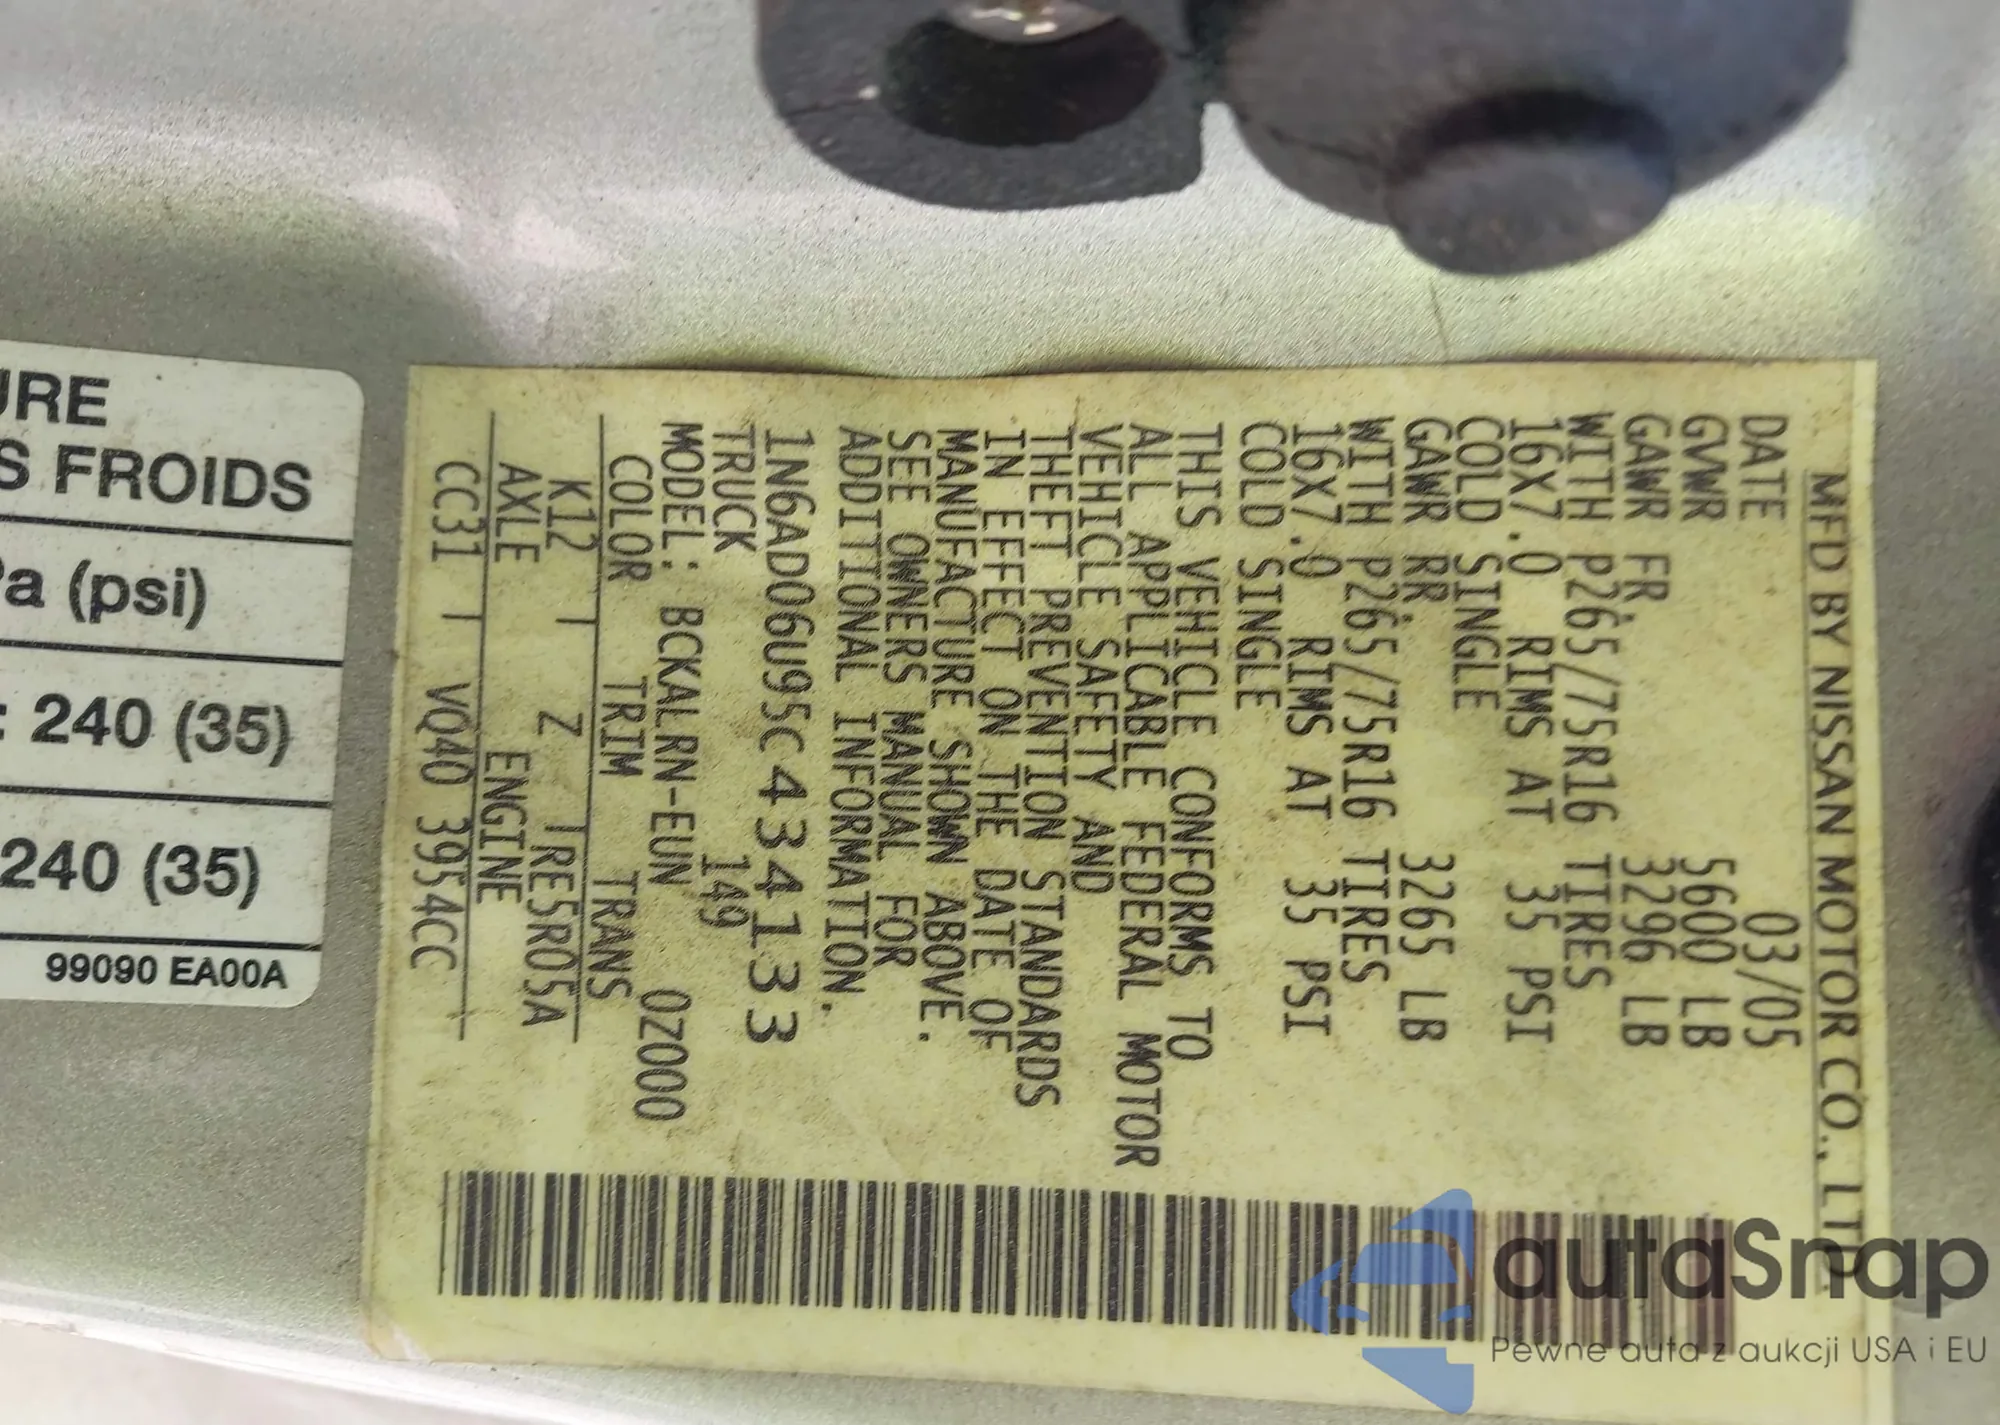 MFD BY NISSAN MOTOR CO., LTD
DATE 03/05
GVWR 5600 LB
GAWR FR. 3296 LB
WITH P265/75R16 TIRES
16X7.0 RIMS AT 35 PSI
COLD SINGLE
GAWR RR. 3265 LB
WITH P265/75R16 TIRES
16X7.0 RIMS AT 35 PSI
COLD SINGLE
THIS VEHICLE CONFORMS TO
ALL APPLICABLE FEDERAL MOTOR
VEHICLE SAFETY AND
THEFT PREVENTION STANDARDS
IN EFFECT ON THE DATE OF
MANUFACTURE SHOWN ABOVE.
SEE OWNERS MANUAL FOR
ADDITIONAL INFORMATION.
1N6AD06U95C434133
TRUCK 149
MODEL: BCKALRN-EUN 0Z000
COLOR TRIM TRANS
K12 | Z | RE5R05A
AXLE ENGINE
CC31 | VQ40 3954CC
URE
S FROIDS
Pa (psi)
: 240 (35)
240 (35)
99090 EA00A
autaSnap
Pewne auta z aukcji USA i EU